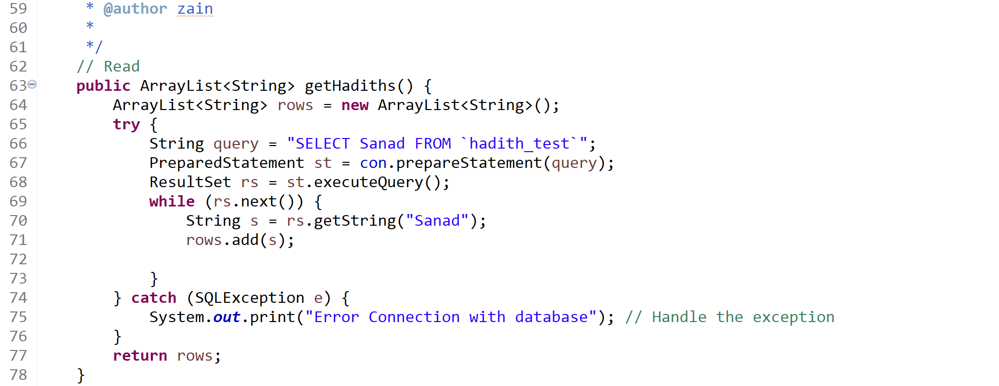 59 * @author zain
60 *
61 */
62 // Read
63 public ArrayList<String> getHadiths() {
64 ArrayList<String> rows = new ArrayList<String>();
65 try {
66 String query = "SELECT Sanad FROM `hadith_test`";
67 PreparedStatement st = con.prepareStatement(query);
68 ResultSet rs = st.executeQuery();
69 while (rs.next()) {
70 String s = rs.getString("Sanad");
71 rows.add(s);
72
73 }
74 } catch (SQLException e) {
75 System.out.print("Error Connection with database"); // Handle the exception
76 }
77 return rows;
78 }